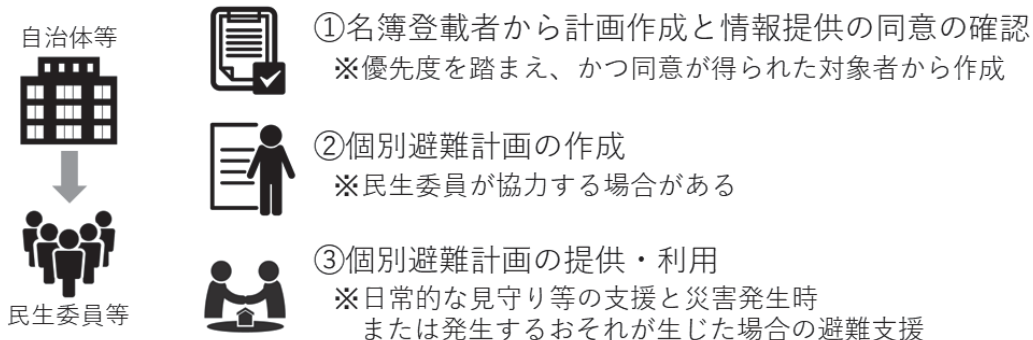 自治体等
民生委員等
①名簿登載者から計画作成と情報提供の同意の確認
※優先度を踏まえ、かつ同意が得られた対象者から作成
②個別避難計画の作成
※民生委員が協力する場合がある
③個別避難計画の提供・利用
※日常的な見守り等の支援と災害発生時
または発生するおそれが生じた場合の避難支援